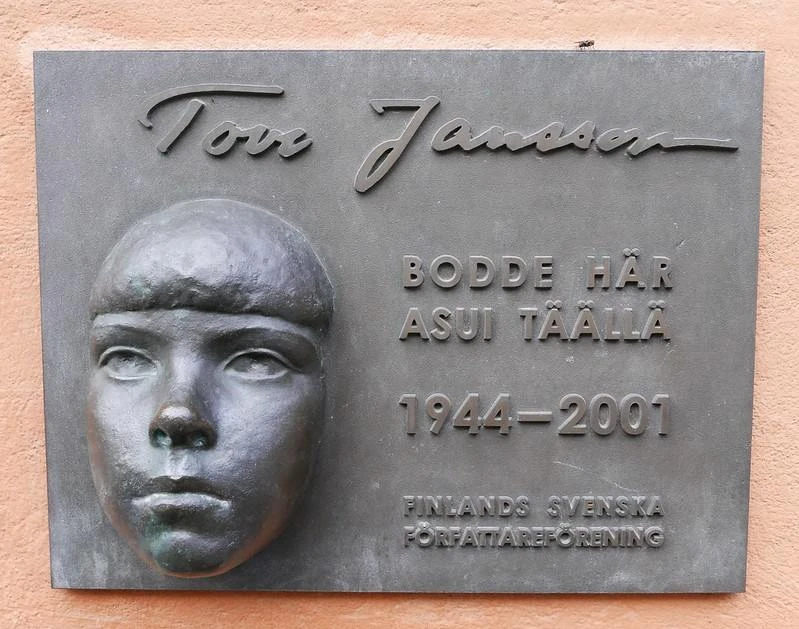 Tove Jansson
BODDE HÄR
ASUI TÄÄLLÄ
1944–2001
FINLANDS SVENSKA
FÖRFATTAREFÖRENING